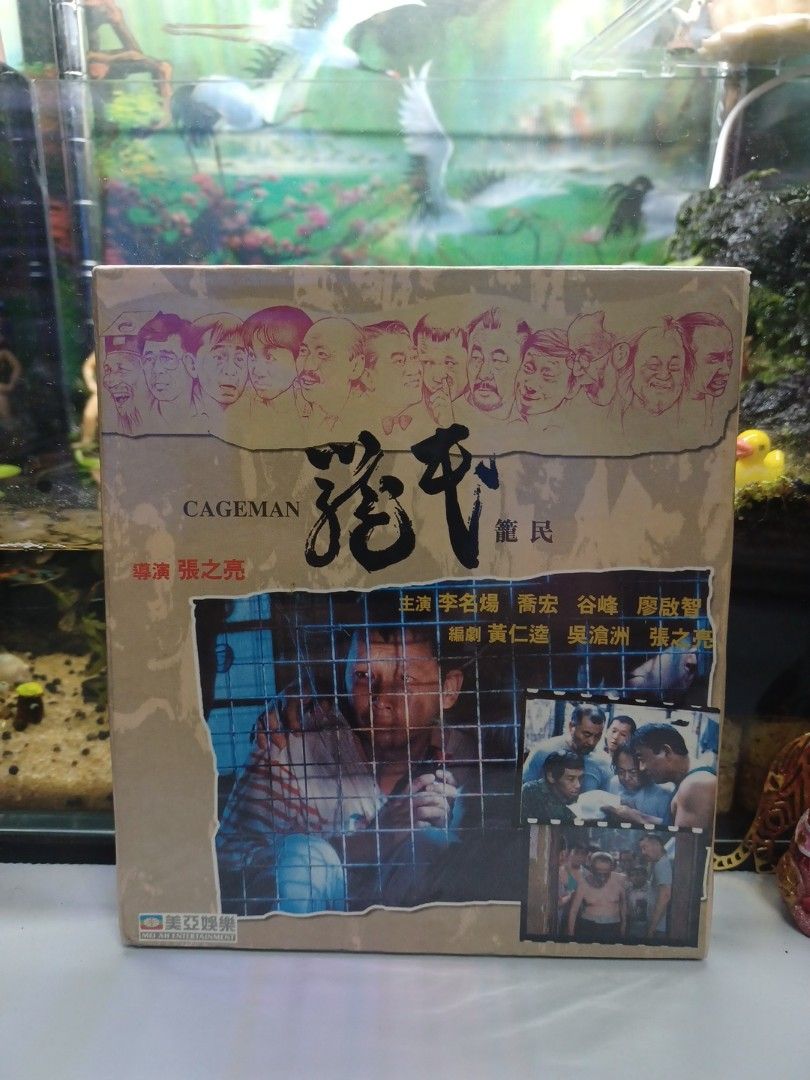 CAGEMAN 籠民
籠民
導演 張之亮
主演 李名煬 喬宏 谷峰 廖啟智
編劇 黃仁逵 吳滄洲 張之亮
美亞娛樂
MEI AH ENTERTAINMENT